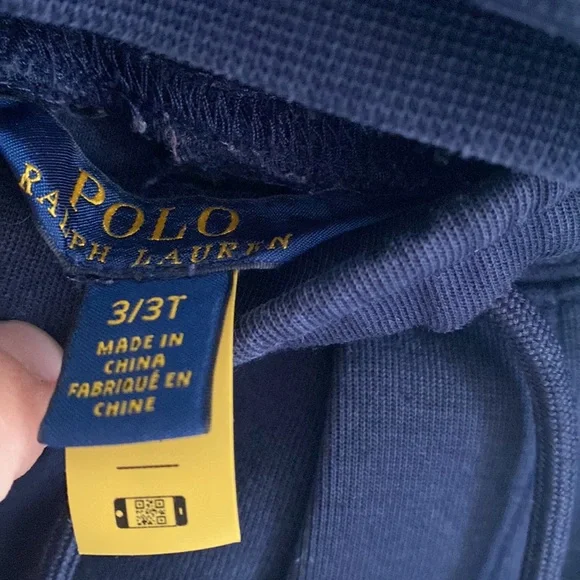 POLO
RALPH LAUREN
3/3T
MADE IN
CHINA
FABRIQUÉ EN
CHINE